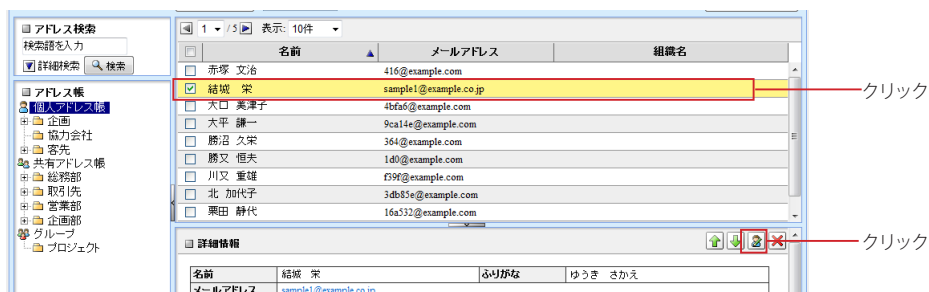 アドレス検索
検索語を入力
詳細検索 検索
アドレス帳
個人アドレス帳
企画
協力会社
客先
共有アドレス帳
総務部
取引先
営業部
企画部
グループ
プロジェクト
1 /5 表示: 10件
名前 メールアドレス 組織名
赤塚 文治 416@example.com
結城 栄 sample1@example.co.jp
クリック
大口 美津子 4bfa6@example.com
大平 謙一 9ca14e@example.com
勝沼 久栄 364@example.com
勝又 恒夫 1d0@example.com
川又 重雄 f39f@example.com
北 加代子 3db85e@example.com
栗田 静代 16a532@example.com
詳細情報
クリック
名前 結城 栄 ふりがな ゆうき さかえ
メールアドレス sample1@example.co.jp